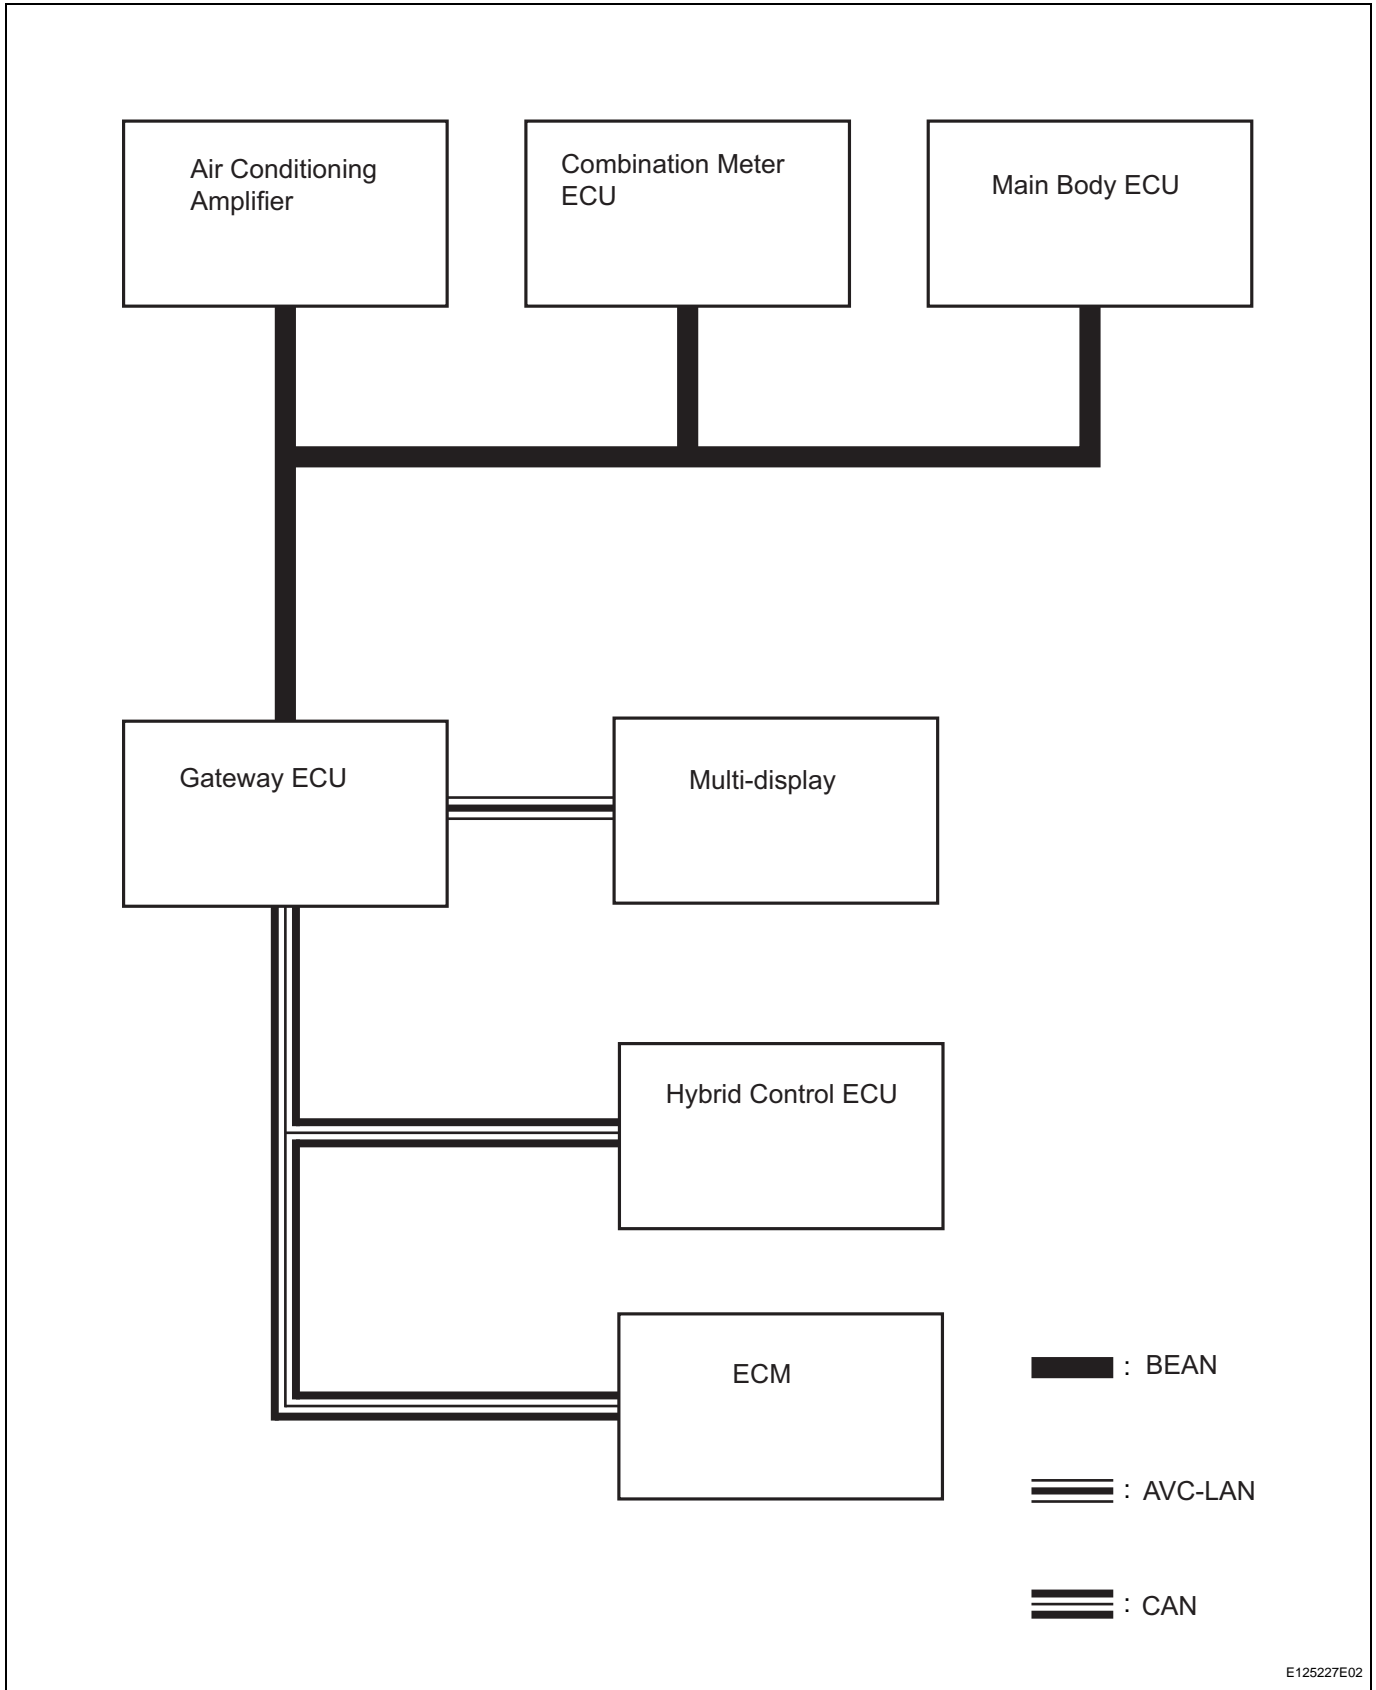 Air Conditioning
Amplifier
Combination Meter
ECU
Main Body ECU
Gateway ECU
Multi-display
Hybrid Control ECU
ECM
: BEAN
: AVC-LAN
: CAN
E125227E02